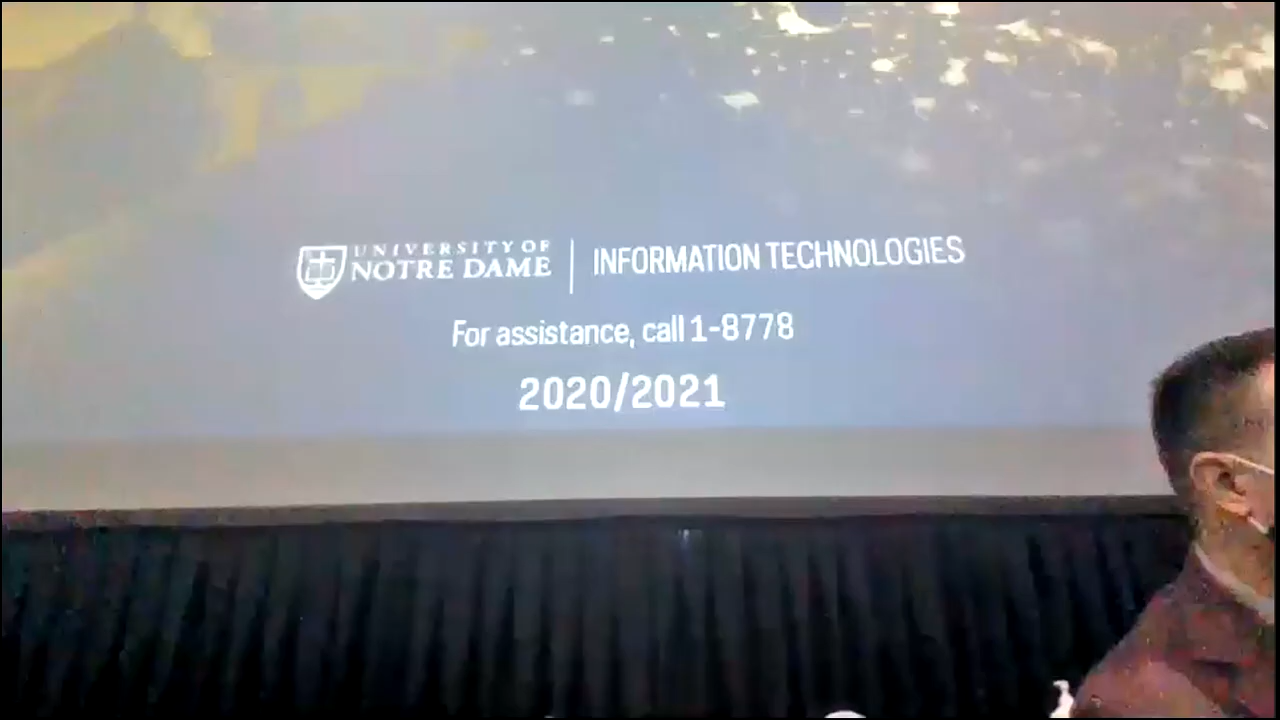 UNIVERSITY OF
NOTRE DAME | INFORMATION TECHNOLOGIES
For assistance, call 1-8778
2020/2021